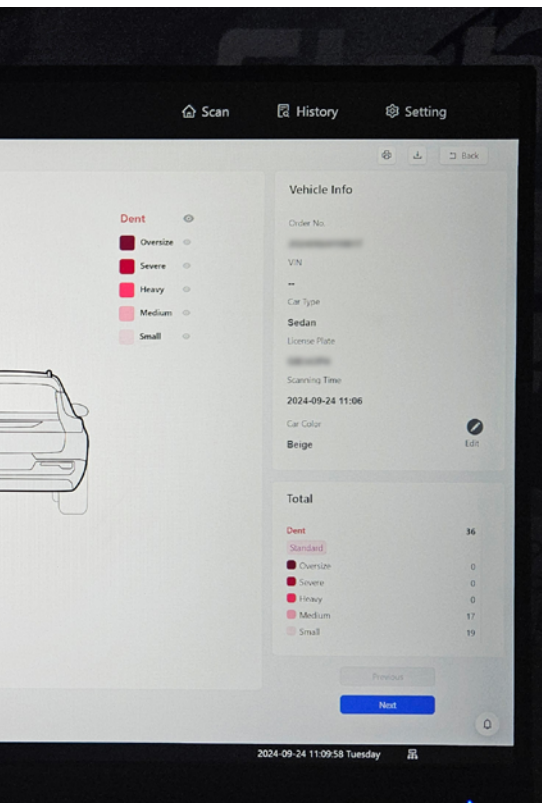 Scan
History
Setting
Back
Vehicle Info
Order No.
VIN
--
Car Type
Sedan
License Plate
Scanning Time
2024-09-24 11:06
Car Color
Beige
Edit
Dent
Oversize
Severe
Heavy
Medium
Small
Total
Dent 36
Standard
Oversize 0
Severe 0
Heavy 0
Medium 17
Small 19
Previous
Next
2024-09-24 11:09:58 Tuesday